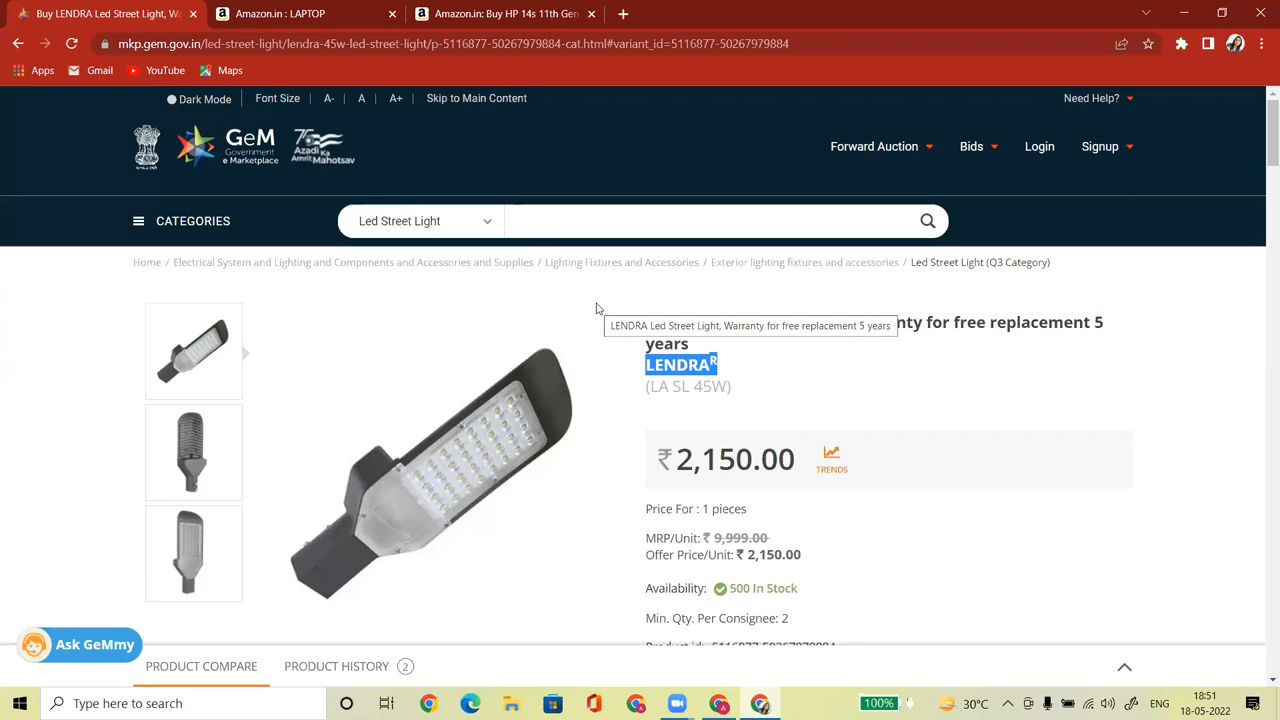 Buy LENDRA Led Street Light, Wa
Amazon.in : LAPTOP
Amazon.in: Buy HP 14s 11th Gen
mkp.gem.gov.in/led-street-light/lendra-45w-led-street-light/p-5116877-50267979884-cat.html#variant_id=5116877-50267979884
Apps Gmail YouTube Maps
Dark Mode Font Size A- A A+ Skip to Main Content Need Help?
GeM
Government
e Marketplace
75
Azadi Ka
Amrit Mahotsav
Forward Auction Bids Login Signup
CATEGORIES Led Street Light
Home / Electrical System and Lighting and Components and Accessories and Supplies / Lighting Fixtures and Accessories / Exterior lighting fixtures and accessories / Led Street Light (Q3 Category)
LENDRA Led Street Light, Warranty for free replacement 5 years
nty for free replacement 5
years
LENDRA^R
(LA SL 45W)
₹ 2,150.00
TRENDS
Price For : 1 pieces
MRP/Unit: ₹ 9,999.00
Offer Price/Unit: ₹ 2,150.00
Availability: 500 In Stock
Min. Qty. Per Consignee: 2
Product id: 5116877-50267979884
Ask GeMmy
PRODUCT COMPARE PRODUCT HISTORY 2
Type here to search
100%
30°C
ENG
18:51
18-05-2022